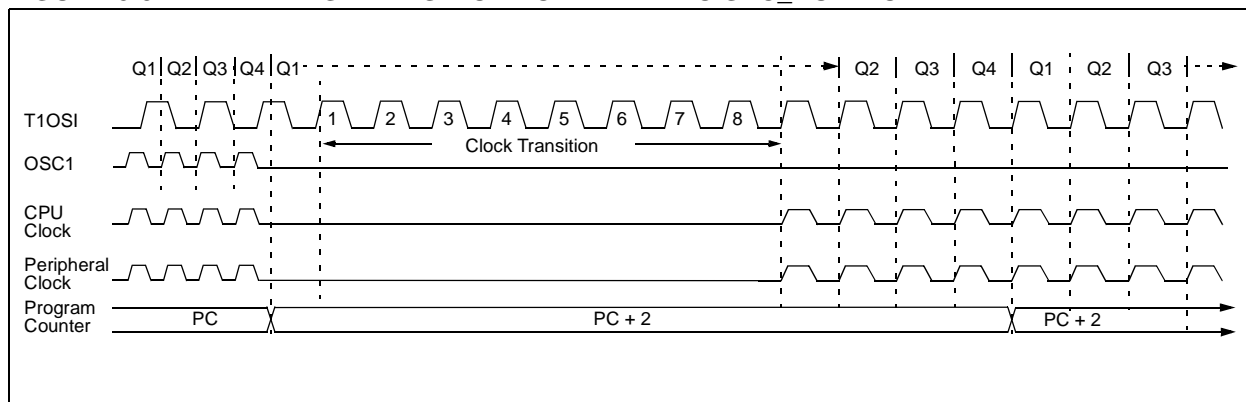 Q1 Q2 Q3 Q4 Q1 Q2 Q3 Q4 Q1 Q2 Q3
T1OSI 1 2 3 4 5 6 7 8
Clock Transition
OSC1
CPU
Clock
Peripheral
Clock
Program
Counter
PC PC + 2 PC + 2